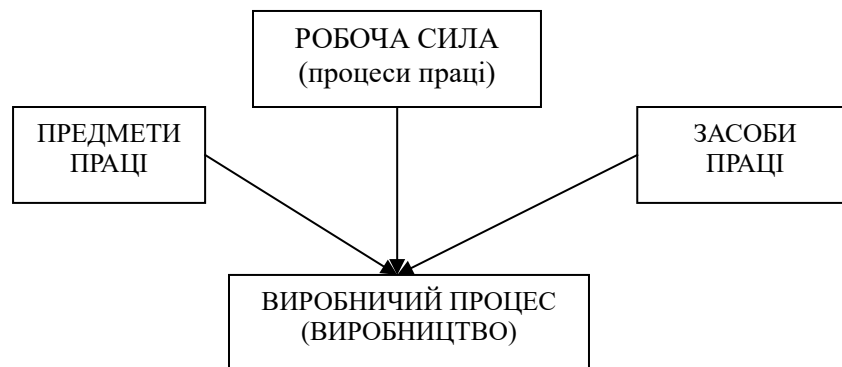 РОБОЧА СИЛА
(процеси праці)
ПРЕДМЕТИ
ПРАЦІ
ЗАСОБИ
ПРАЦІ
ВИРОБНИЧИЙ ПРОЦЕС
(ВИРОБНИЦТВО)